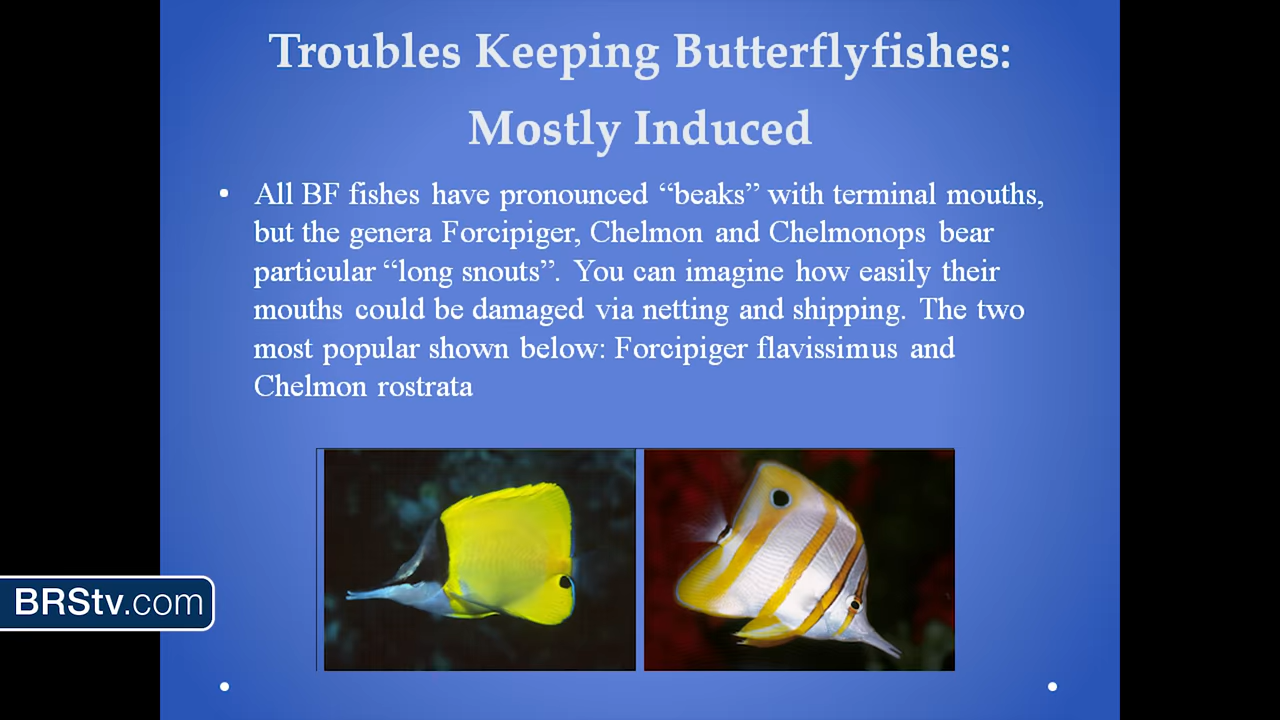 Troubles Keeping Butterflyfishes:
Mostly Induced
• All BF fishes have pronounced “beaks” with terminal mouths,
but the genera Forcipiger, Chelmon and Chelmonops bear
particular “long snouts”. You can imagine how easily their
mouths could be damaged via netting and shipping. The two
most popular shown below: Forcipiger flavissimus and
Chelmon rostrata
BRStv.com